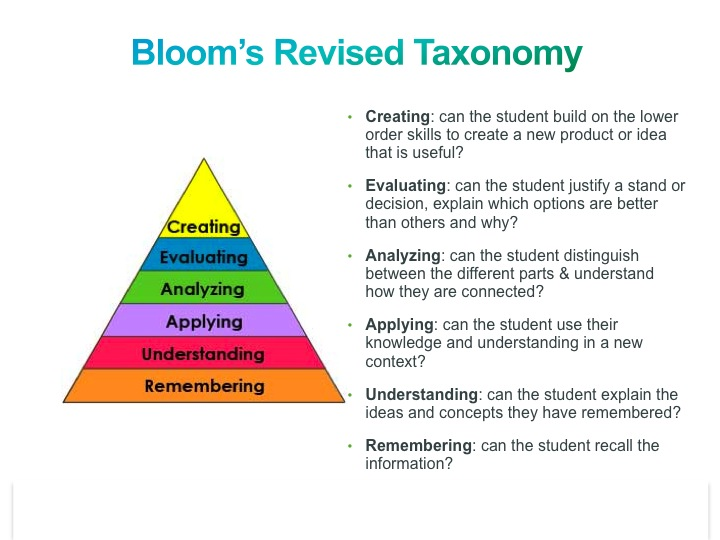 Bloom's Revised Taxonomy
Creating
Evaluating
Analyzing
Applying
Understanding
Remembering
• Creating: can the student build on the lower
order skills to create a new product or idea
that is useful?
• Evaluating: can the student justify a stand or
decision, explain which options are better
than others and why?
• Analyzing: can the student distinguish
between the different parts & understand
how they are connected?
• Applying: can the student use their
knowledge and understanding in a new
context?
• Understanding: can the student explain the
ideas and concepts they have remembered?
• Remembering: can the student recall the
information?